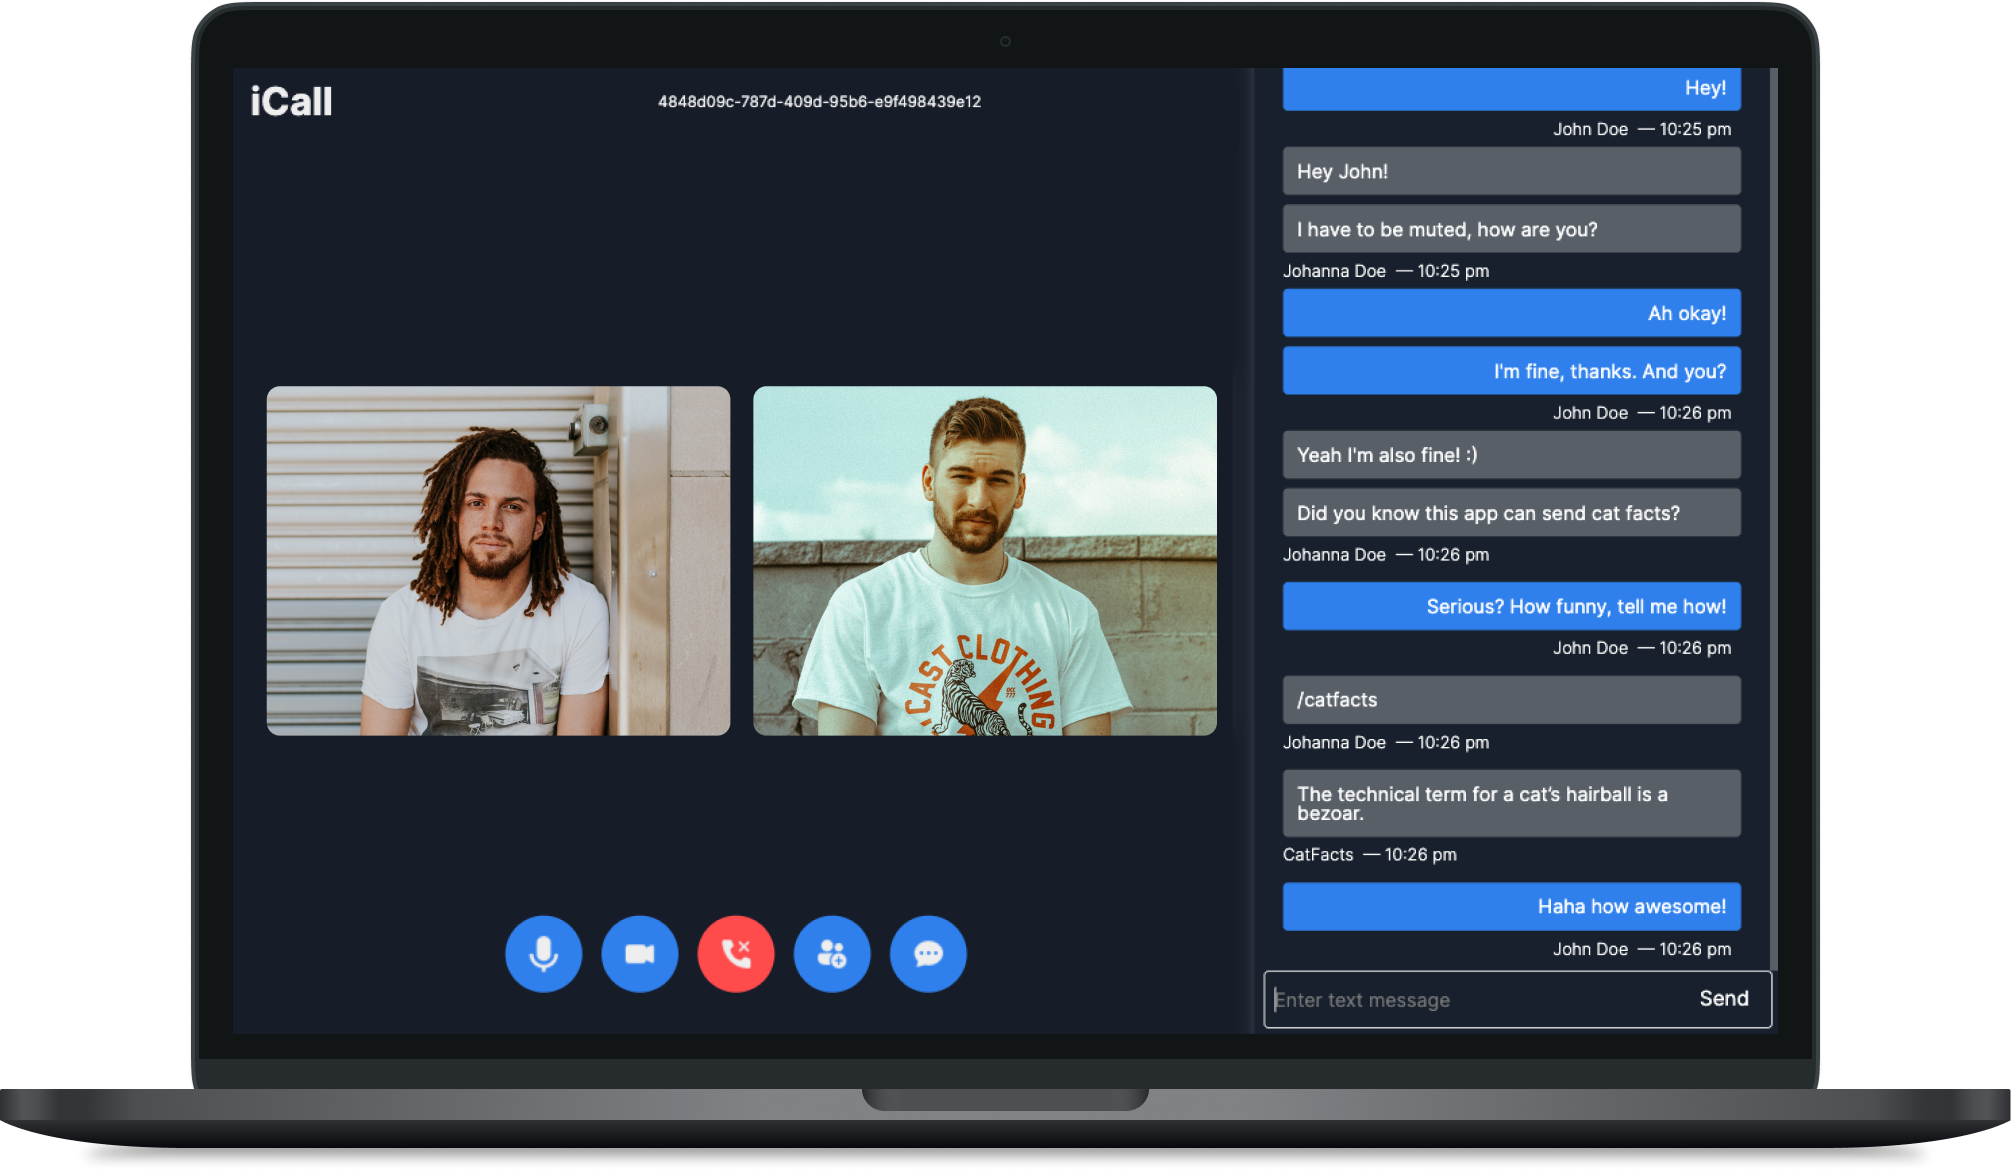 iCall
4848d09c-787d-409d-95b6-e9f498439e12
CAST CLOTHING
DCC
777
Hey!
John Doe — 10:25 pm
Hey John!
I have to be muted, how are you?
Johanna Doe — 10:25 pm
Ah okay!
I'm fine, thanks. And you?
John Doe — 10:26 pm
Yeah I'm also fine! :)
Did you know this app can send cat facts?
Johanna Doe — 10:26 pm
Serious? How funny, tell me how!
John Doe — 10:26 pm
/catfacts
Johanna Doe — 10:26 pm
The technical term for a cat’s hairball is a
bezoar.
CatFacts — 10:26 pm
Haha how awesome!
John Doe — 10:26 pm
Enter text message
Send